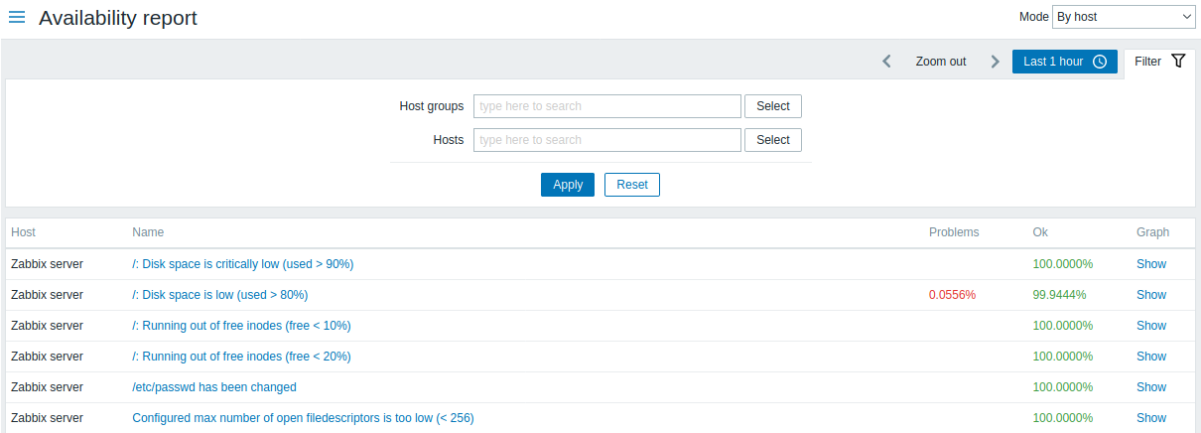 Availability report
Mode By host
Zoom out Last 1 hour Filter
Host groups type here to search Select
Hosts type here to search Select
Apply Reset
Host Name Problems Ok Graph
Zabbix server /: Disk space is critically low (used > 90%) 100.0000% Show
Zabbix server /: Disk space is low (used > 80%) 0.0556% 99.9444% Show
Zabbix server /: Running out of free inodes (free < 10%) 100.0000% Show
Zabbix server /: Running out of free inodes (free < 20%) 100.0000% Show
Zabbix server /etc/passwd has been changed 100.0000% Show
Zabbix server Configured max number of open filedescriptors is too low (< 256) 100.0000% Show